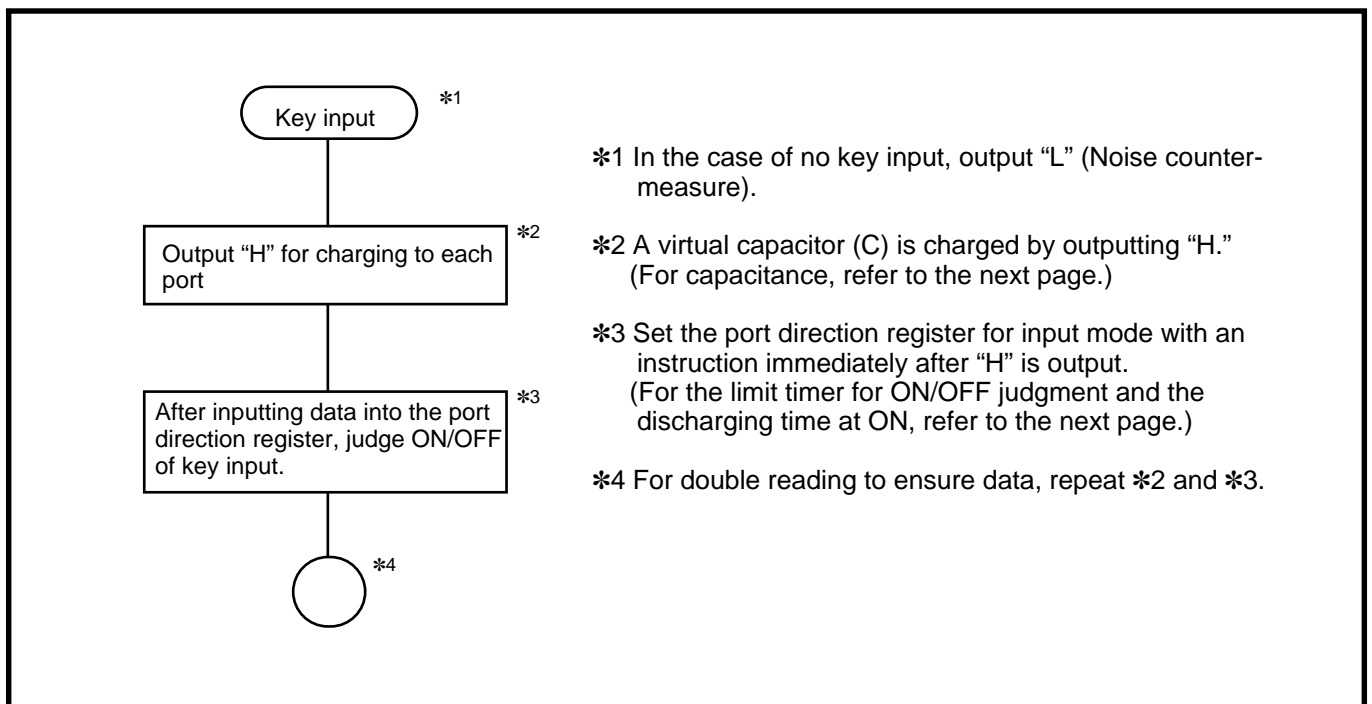 Key input
✽1
Output “H” for charging to each
port
✽2
After inputting data into the port
direction register, judge ON/OFF
of key input.
✽3
✽4
✽1 In the case of no key input, output “L” (Noise counter-
measure).
✽2 A virtual capacitor (C) is charged by outputting “H.”
(For capacitance, refer to the next page.)
✽3 Set the port direction register for input mode with an
instruction immediately after “H” is output.
(For the limit timer for ON/OFF judgment and the
discharging time at ON, refer to the next page.)
✽4 For double reading to ensure data, repeat ✽2 and ✽3.